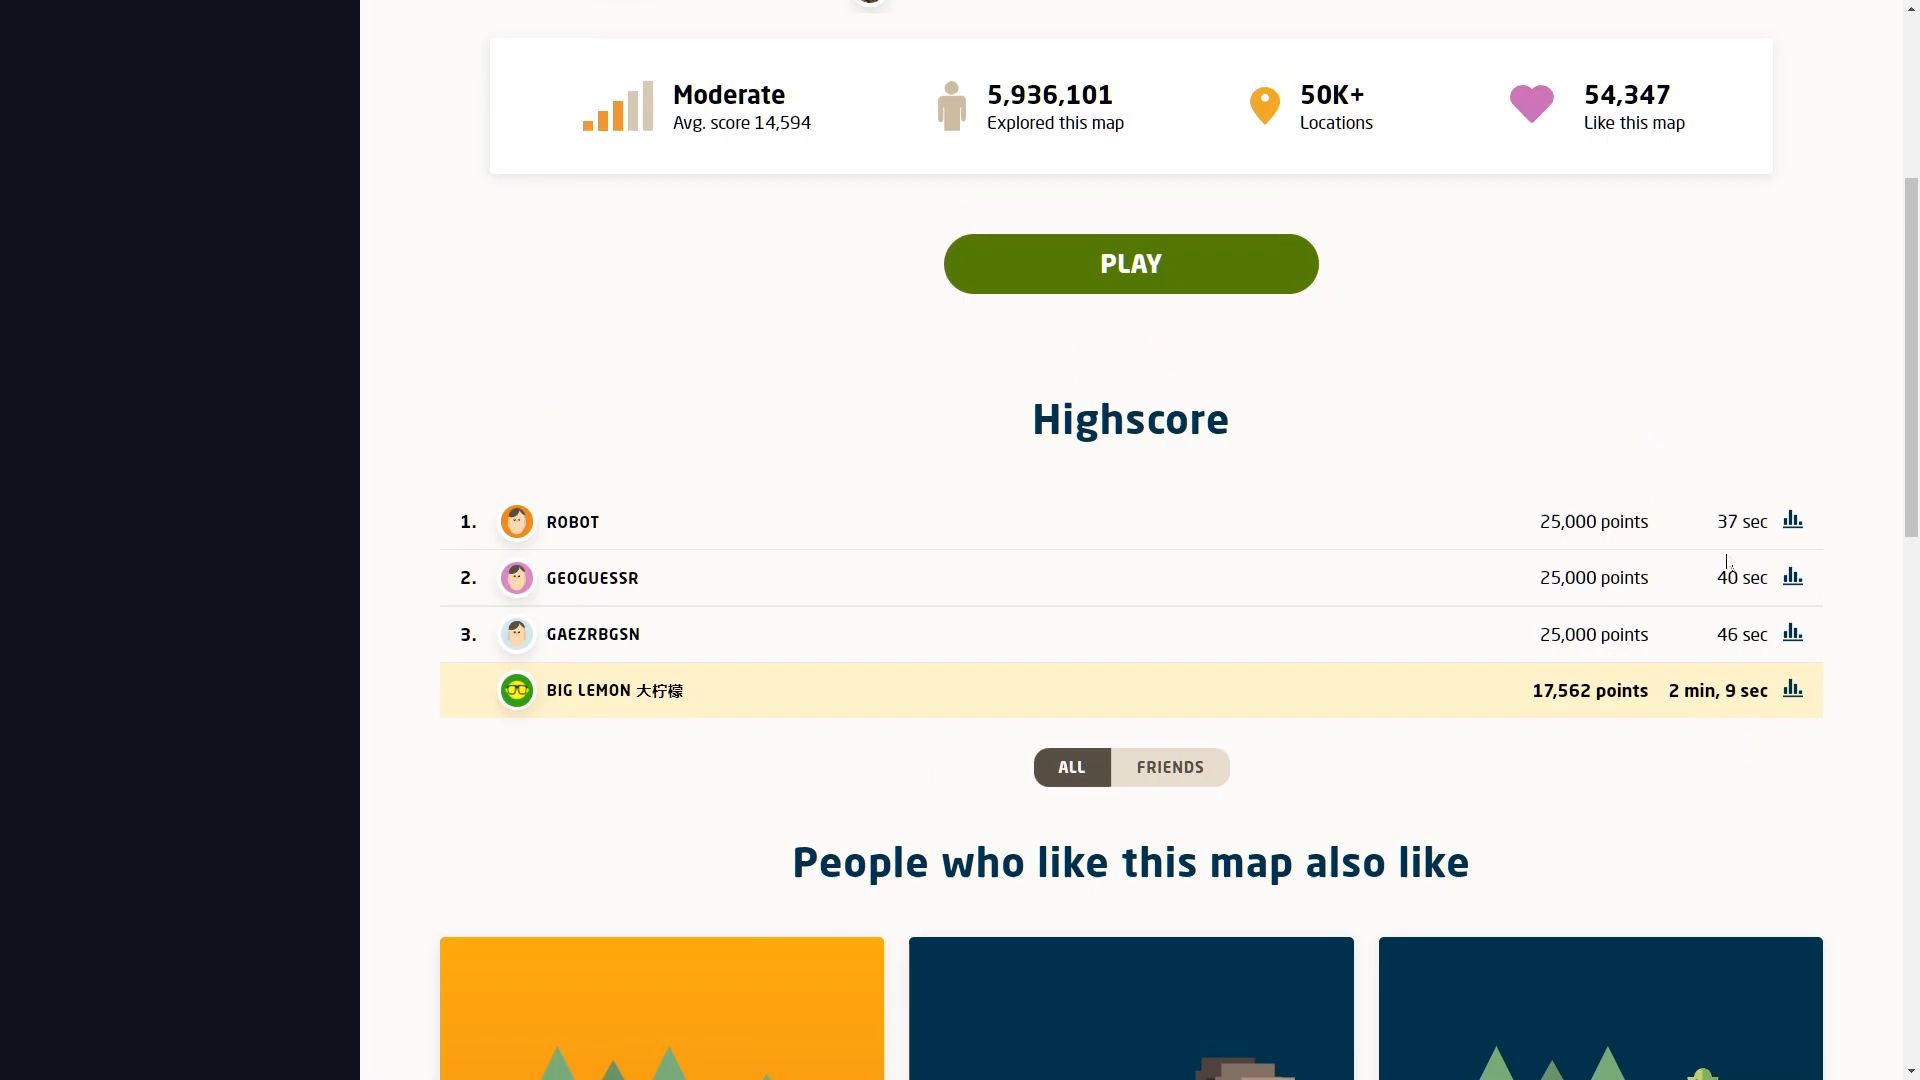 Moderate
Avg. score 14,594
5,936,101
Explored this map
50K+
Locations
54,347
Like this map
PLAY
Highscore
1. ROBOT 25,000 points 37 sec
2. GEOGUESSR 25,000 points 40 sec
3. GAEZRBGSN 25,000 points 46 sec
BIG LEMON 大柠檬 17,562 points 2 min, 9 sec
ALL FRIENDS
People who like this map also like